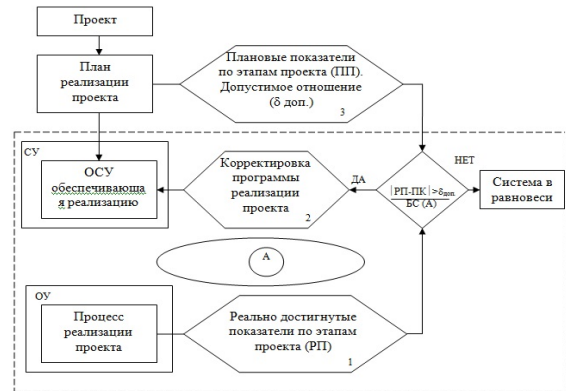 Проект
План
реализации
проекта
Плановые показатели
по этапам проекта (ПП).
Допустимое отношение
(δ доп.)
3
СУ
ОСУ
обеспечивающа
я реализацию
Корректировка
программы
реализации
проекта
2
ДА
|РП-ПК|>δдоп
БС (А)
НЕТ
Система в
равновеси
А
ОУ
Процесс
реализации
проекта
Реально достигнутые
показатели по этапам
проекта (РП)
1